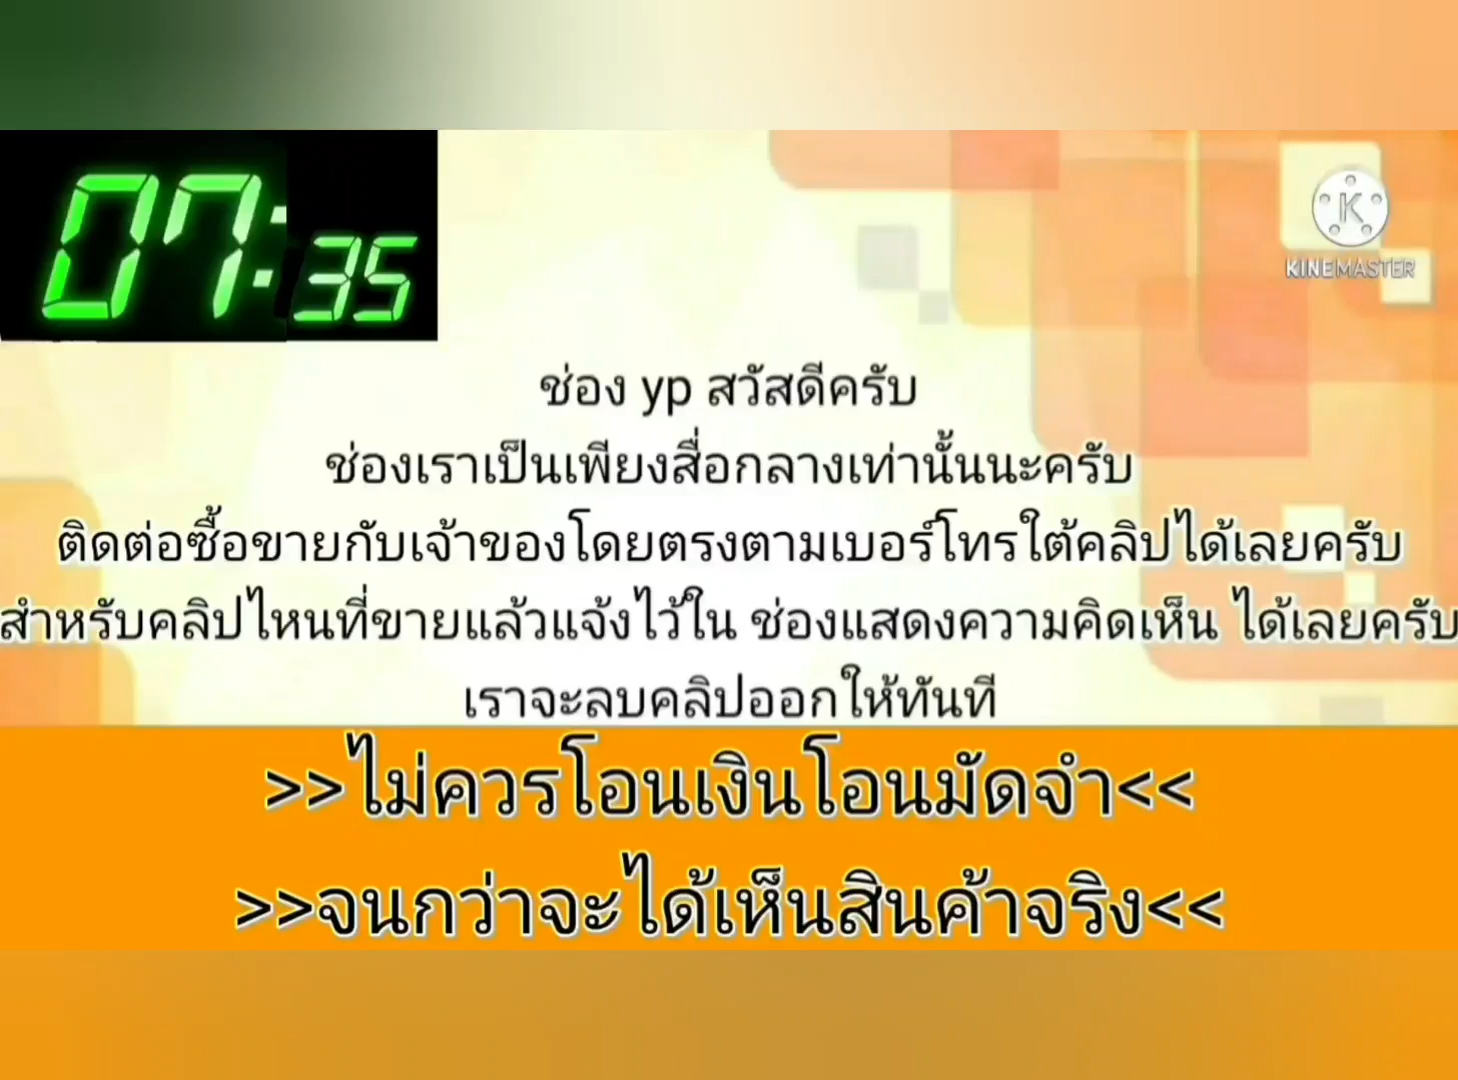 07:35
KINEMASTER
ช่อง yp สวัสดีครับ
ช่องเราเป็นเพียงสื่อกลางเท่านั้นนะครับ
ติดต่อซื้อขายกับเจ้าของโดยตรงตามเบอร์โทรใต้คลิปได้เลยครับ
สำหรับคลิปไหนที่ขายแล้วแจ้งไว้ใน ช่องแสดงความคิดเห็น ได้เลยครับ
เราจะลบคลิปออกให้ทันที
>>ไม่ควรโอนเงินโอนมัดจำ<<
>>จนกว่าจะได้เห็นสินค้าจริง<<